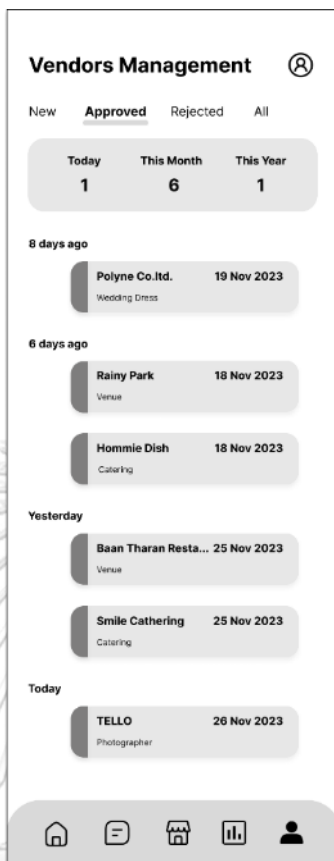 Vendors Management
New Approved Rejected All
Today This Month This Year
1 6 1
8 days ago
Polyne Co.ltd. 19 Nov 2023
Wedding Dress
6 days ago
Rainy Park 18 Nov 2023
Venue
Hommie Dish 18 Nov 2023
Catering
Yesterday
Baan Tharan Resta... 25 Nov 2023
Venue
Smile Cathering 25 Nov 2023
Catering
Today
TELLO 26 Nov 2023
Photographer